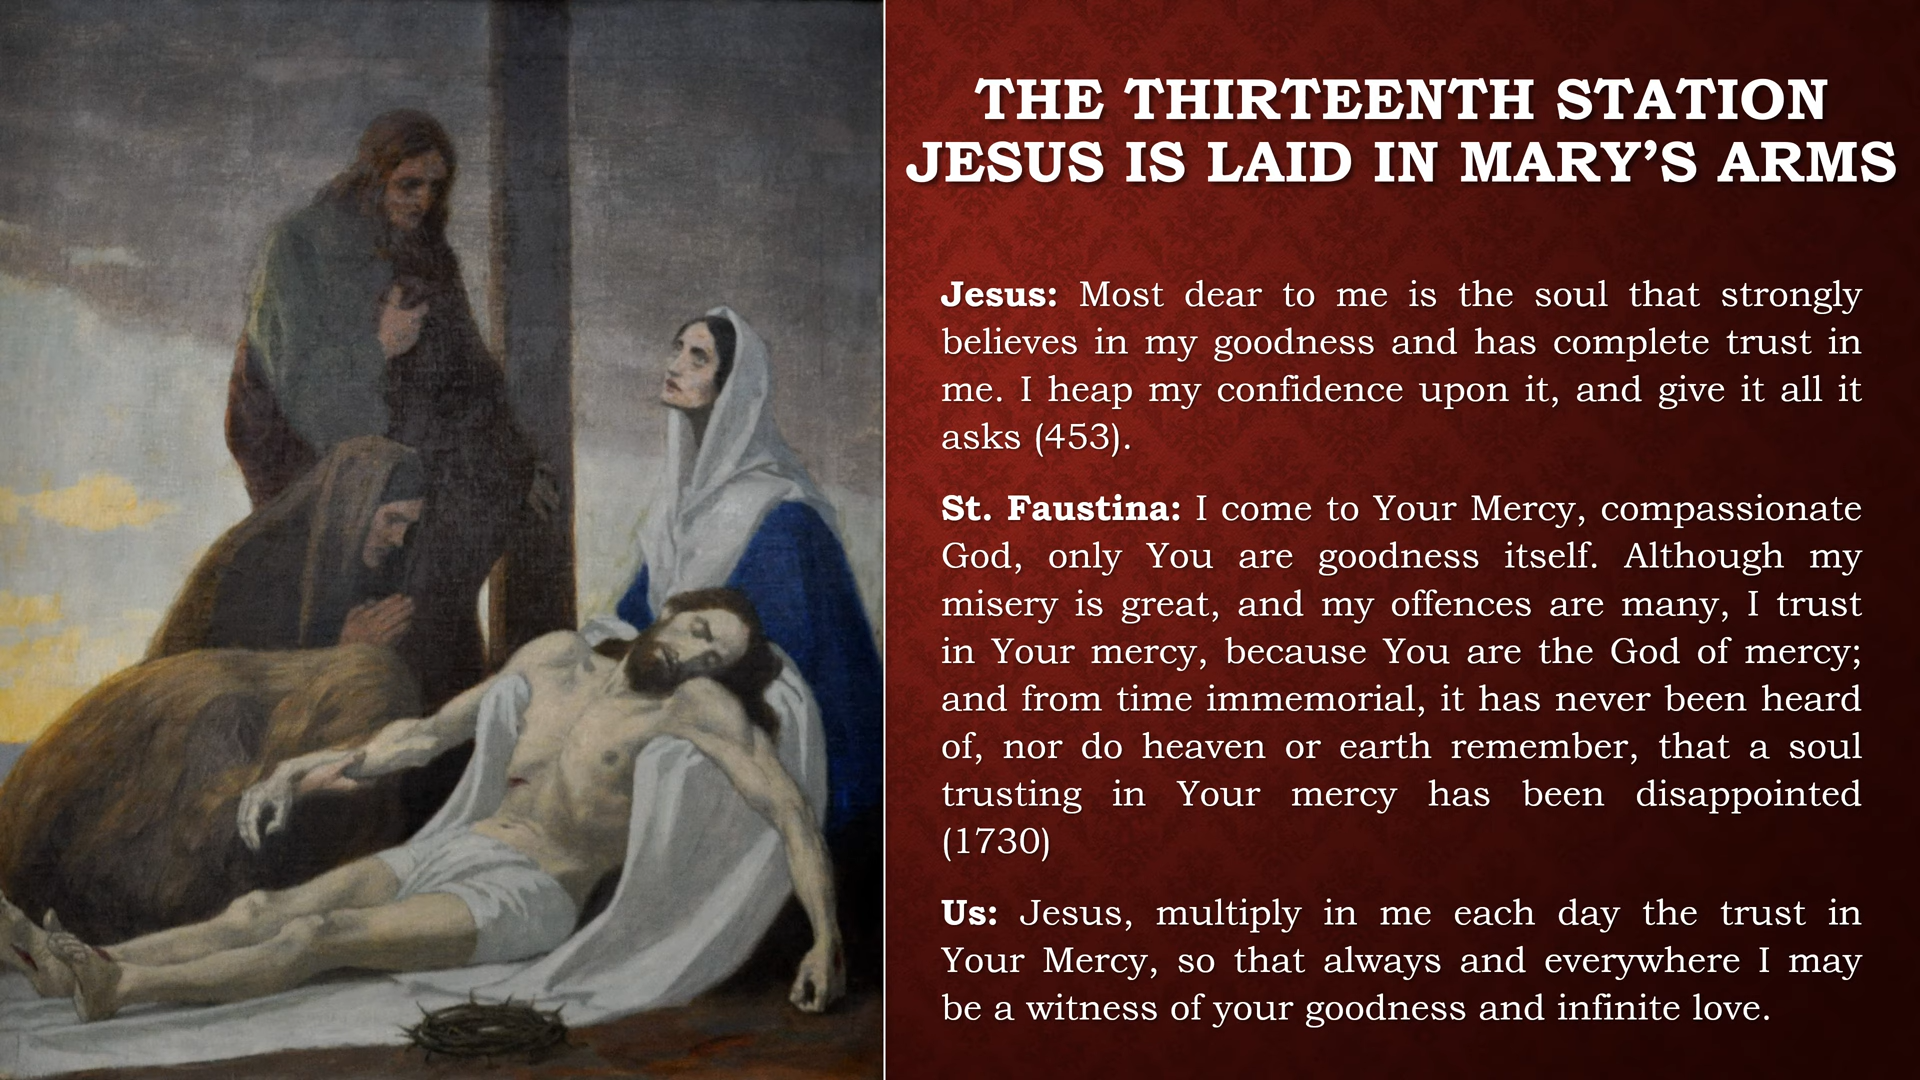 THE THIRTEENTH STATION
JESUS IS LAID IN MARY’S ARMS
Jesus: Most dear to me is the soul that strongly
believes in my goodness and has complete trust in
me. I heap my confidence upon it, and give it all it
asks (453).
St. Faustina: I come to Your Mercy, compassionate
God, only You are goodness itself. Although my
misery is great, and my offences are many, I trust
in Your mercy, because You are the God of mercy;
and from time immemorial, it has never been heard
of, nor do heaven or earth remember, that a soul
trusting in Your mercy has been disappointed
(1730)
Us: Jesus, multiply in me each day the trust in
Your Mercy, so that always and everywhere I may
be a witness of your goodness and infinite love.